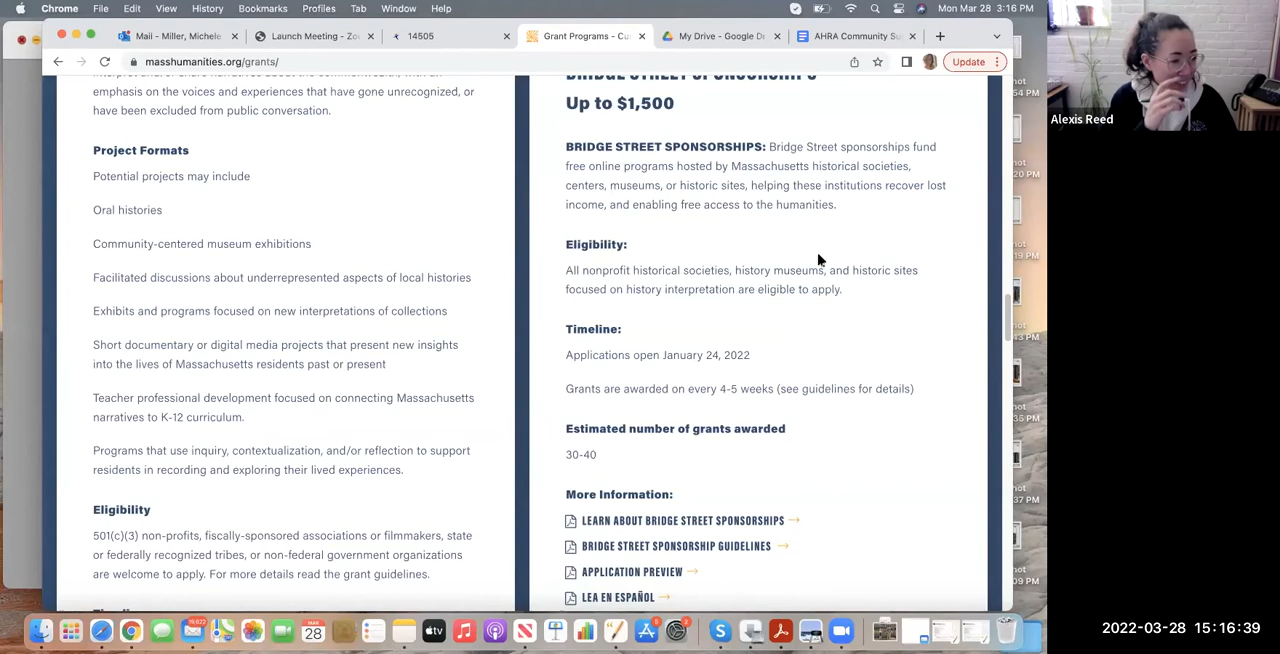 Chrome File Edit View History Bookmarks Profiles Tab Window Help Mon Mar 28 3:16 PM
Mail - Miller, Michele Launch Meeting - Zo 14505 Grant Programs - Cu My Drive - Google D AHRA Community Su
masshumanities.org/grants/ Update
emphasis on the voices and experiences that have gone unrecognized, or
have been excluded from public conversation.
Project Formats
Potential projects may include
Oral histories
Community-centered museum exhibitions
Facilitated discussions about underrepresented aspects of local histories
Exhibits and programs focused on new interpretations of collections
Short documentary or digital media projects that present new insights
into the lives of Massachusetts residents past or present
Teacher professional development focused on connecting Massachusetts
narratives to K-12 curriculum.
Programs that use inquiry, contextualization, and/or reflection to support
residents in recording and exploring their lived experiences.
Eligibility
501(c)(3) non-profits, fiscally-sponsored associations or filmmakers, state
or federally recognized tribes, or non-federal government organizations
are welcome to apply. For more details read the grant guidelines.
BRIDGE STREET SPONSORSHIPS
Up to $1,500
BRIDGE STREET SPONSORSHIPS: Bridge Street sponsorships fund
free online programs hosted by Massachusetts historical societies,
centers, museums, or historic sites, helping these institutions recover lost
income, and enabling free access to the humanities.
Eligibility:
All nonprofit historical societies, history museums, and historic sites
focused on history interpretation are eligible to apply.
Timeline:
Applications open January 24, 2022
Grants are awarded on every 4-5 weeks (see guidelines for details)
Estimated number of grants awarded
30-40
More Information:
LEARN ABOUT BRIDGE STREET SPONSORSHIPS
BRIDGE STREET SPONSORSHIP GUIDELINES
APPLICATION PREVIEW
LEA EN ESPAÑOL
Alexis Reed
2022-03-28 15:16:39